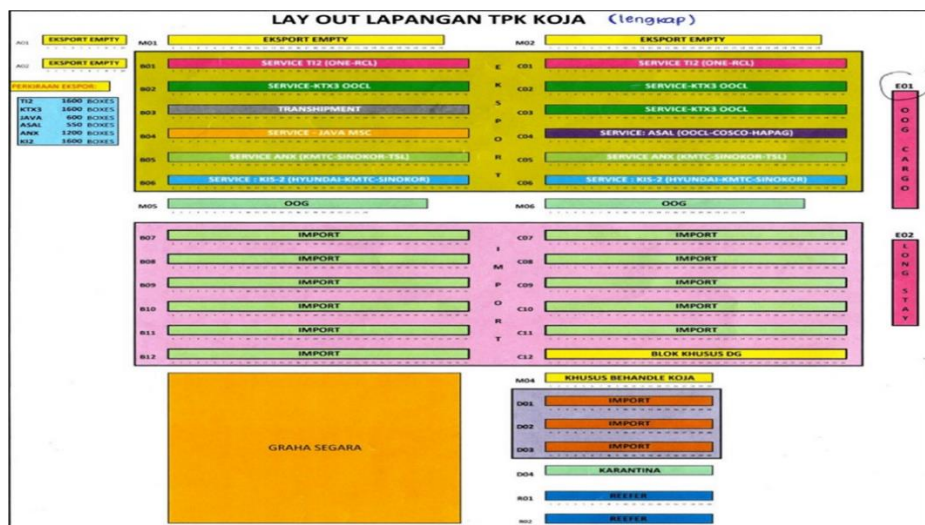 LAY OUT LAPANGAN TPK KOJA (lengkap)
A01 EKSPORT EMPTY M01 EKSPORT EMPTY M02 EKSPORT EMPTY
A02 EKSPORT EMPTY B01 SERVICE TI2 (ONE-RCL) C01 SERVICE TI2 (ONE-RCL)
PERKIRAAN EKSPOR:
TI2 1600 BOXES
KTX3 1600 BOXES
JAVA 600 BOXES
ASAL 550 BOXES
ANX 1200 BOXES
KI2 1600 BOXES
B02 SERVICE-KTX3 OOCL C02 SERVICE-KTX3 OOCL
B03 TRANSHIPMENT C03 SERVICE-KTX3 OOCL
B04 SERVICE - JAVA MSC C04 SERVICE: ASAL (OOCL-COSCO-HAPAG)
B05 SERVICE ANX (KMTC-SINOKOR-TSL) C05 SERVICE ANX (KMTC-SINOKOR-TSL)
B06 SERVICE : KIS-2 (HYUNDAI-KMTC-SINOKOR) C06 SERVICE : KIS-2 (HYUNDAI-KMTC-SINOKOR)
EKSPORT
E01
OOG CARGO
M05 OOG M06 OOG
B07 IMPORT C07 IMPORT
B08 IMPORT C08 IMPORT
B09 IMPORT C09 IMPORT
B10 IMPORT C10 IMPORT
B11 IMPORT C11 IMPORT
B12 IMPORT C12 BLOK KHUSUS DG
IMPORT
E02
LONG STAY
M04 KHUSUS BEHANDLE KOJA
D01 IMPORT
D02 IMPORT
D03 IMPORT
GRAHA SEGARA
D04 KARANTINA
R01 REEFER
R02 REEFER